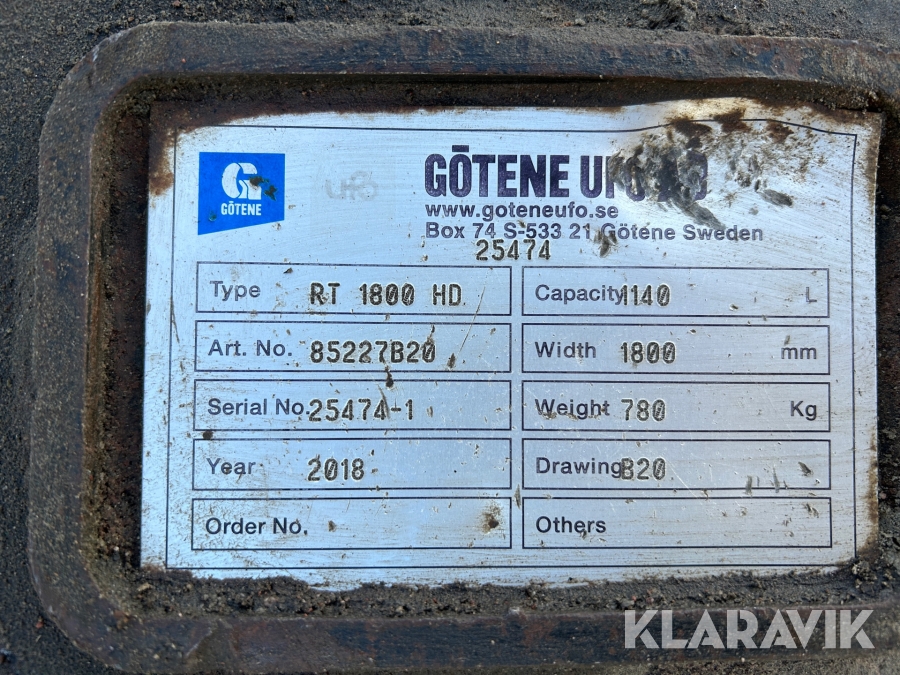 GÖTENE
GÖTENE UFO AB
www.goteneufo.se
Box 74 S-533 21 Götene Sweden
25474
Type RT 1800 HD
Capacity 1140 L
Art. No. 85227B20
Width 1800 mm
Serial No. 25474-1
Weight 780 Kg
Year 2018
Drawing B20
Order No.
Others
KLARAVIK